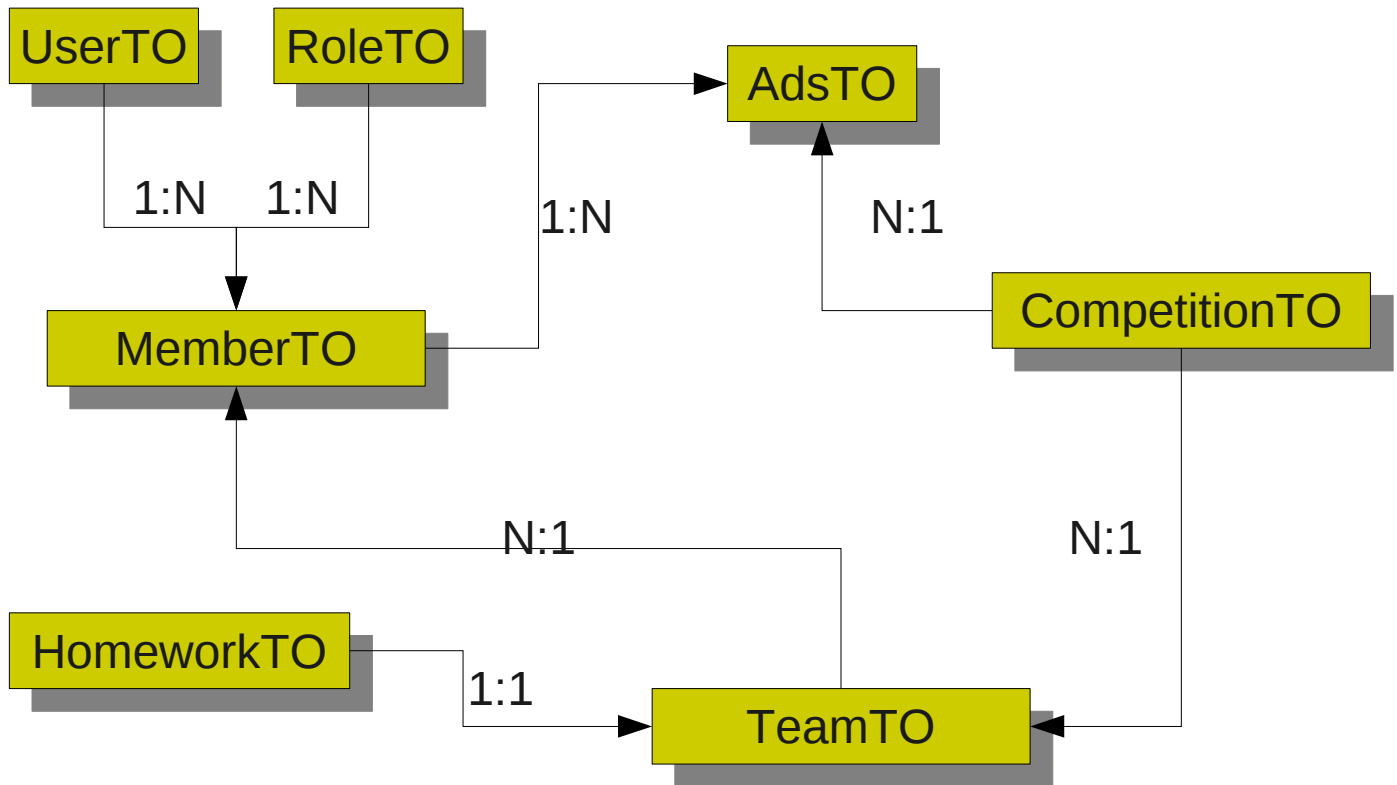 UserTO
RoleTO
AdsTO
1:N
1:N
1:N
N:1
CompetitionTO
MemberTO
N:1
N:1
HomeworkTO
1:1
TeamTO